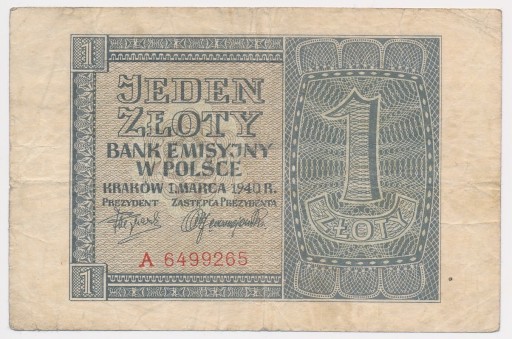 1
JEDEN
ZŁOTY
BANK EMISYJNY
W POLSCE
KRAKÓW 1. MARCA 1940 R.
PREZYDENT ZASTĘPCA PREZYDENTA
A 6499265
1
1
ZŁOTY